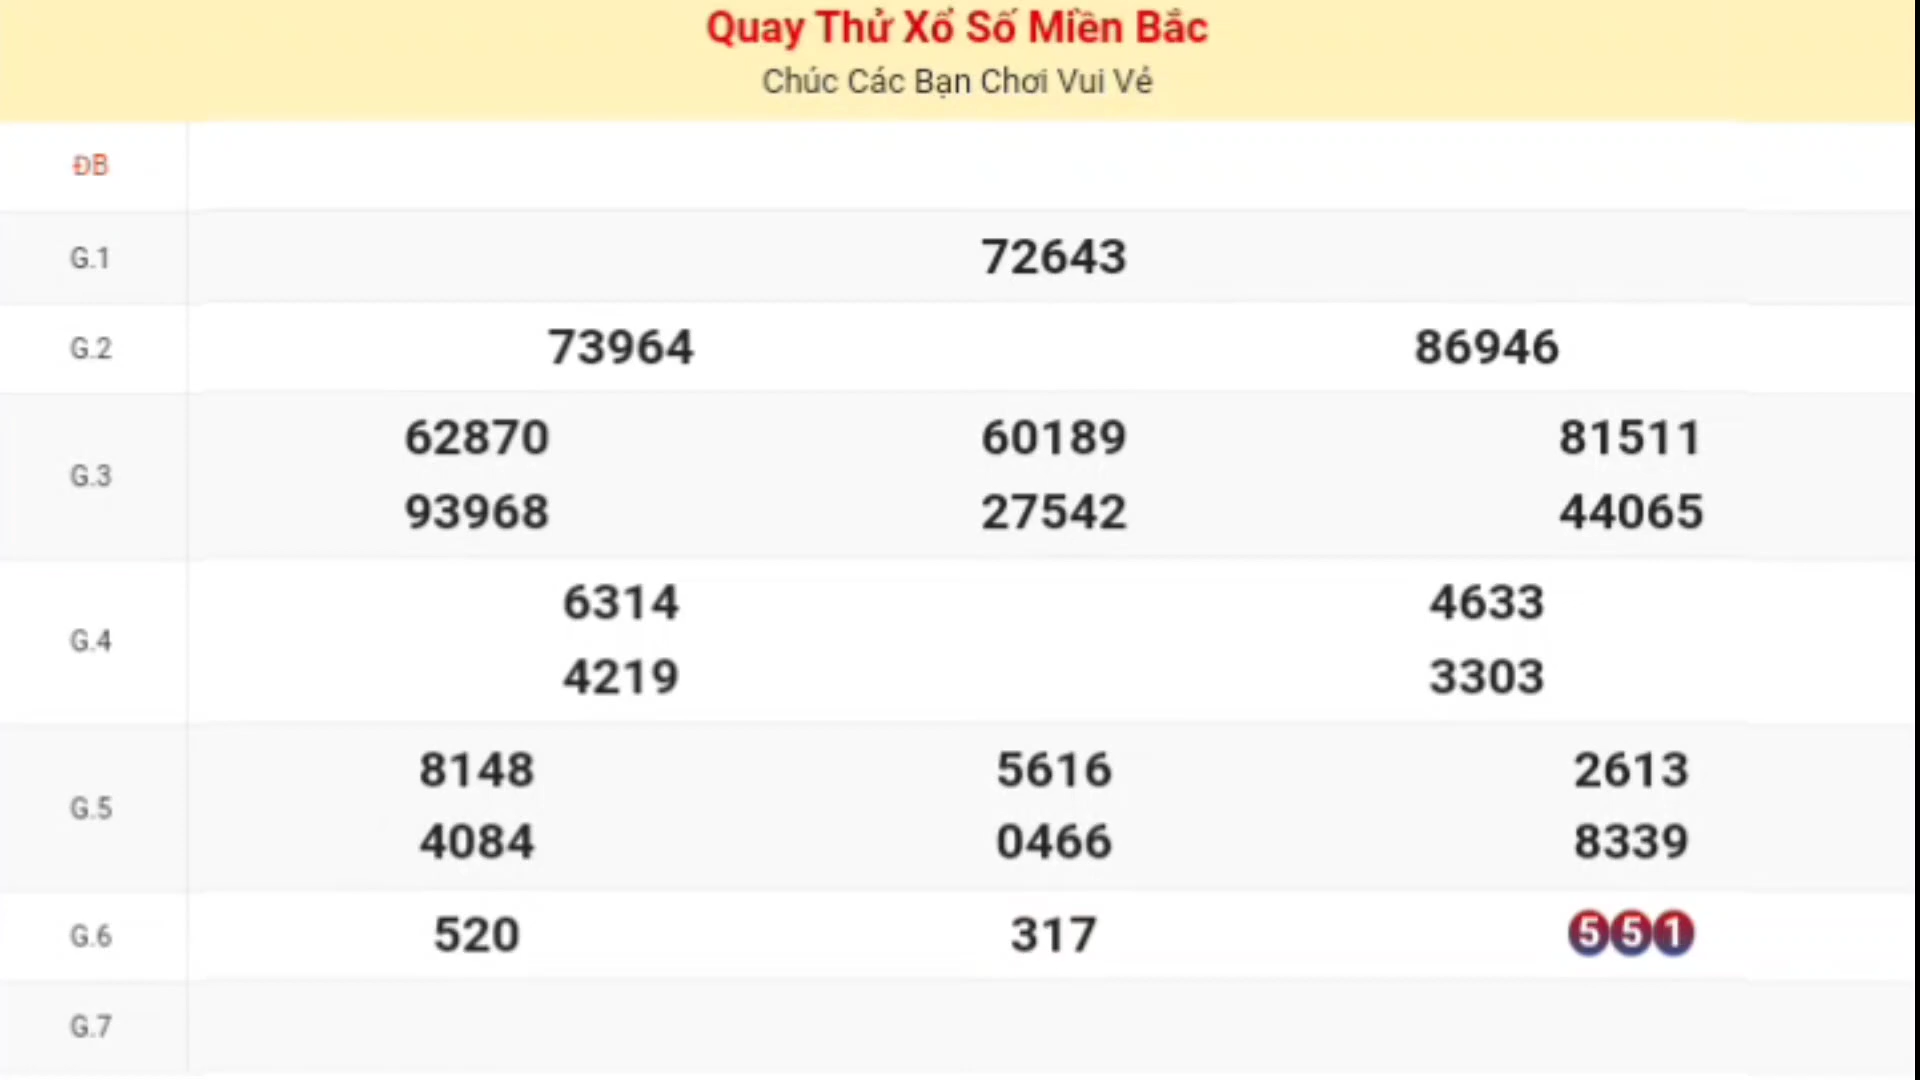 Quay Thử Xổ Số Miền Bắc
Chúc Các Bạn Chơi Vui Vẻ
ĐB
G.1 72643
G.2 73964 86946
G.3 62870 60189 81511
93968 27542 44065
G.4 6314 4633
4219 3303
G.5 8148 5616 2613
4084 0466 8339
G.6 520 317 551
G.7